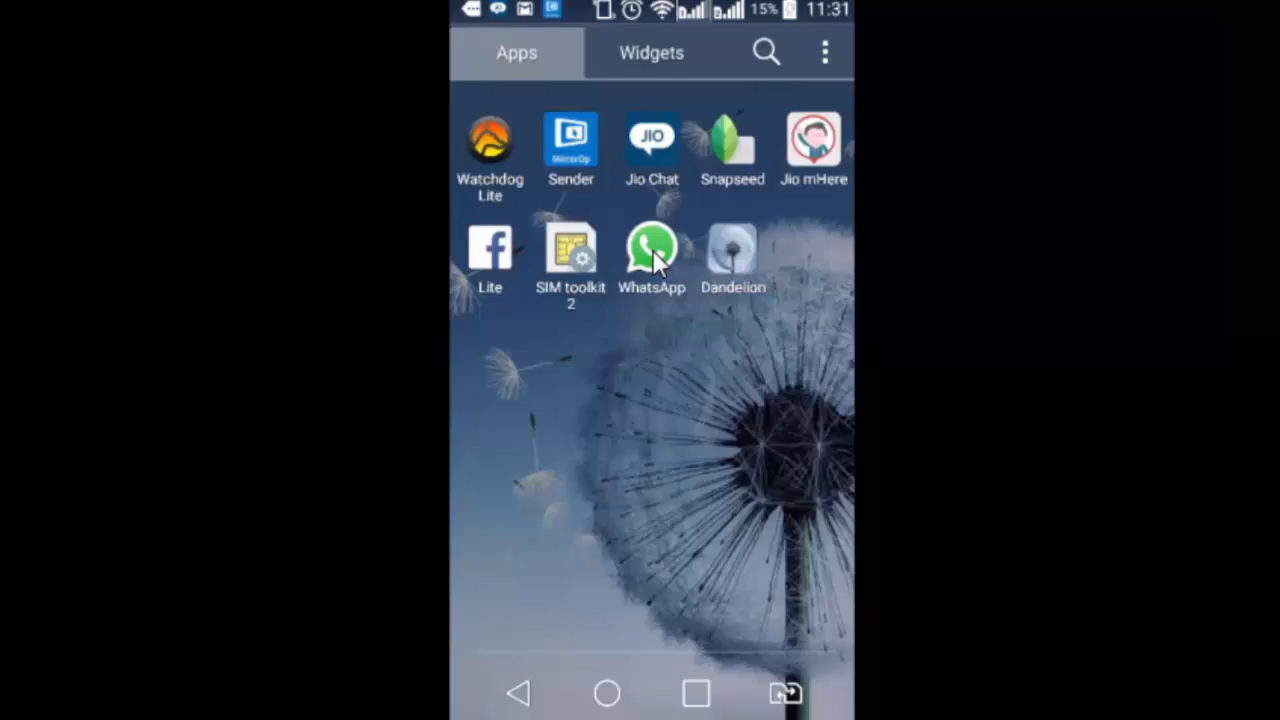 15% 11:31
Apps Widgets
MirrorOp JIO
Watchdog Lite Sender Jio Chat Snapseed Jio mHere
Lite SIM toolkit 2 WhatsApp Dandelion